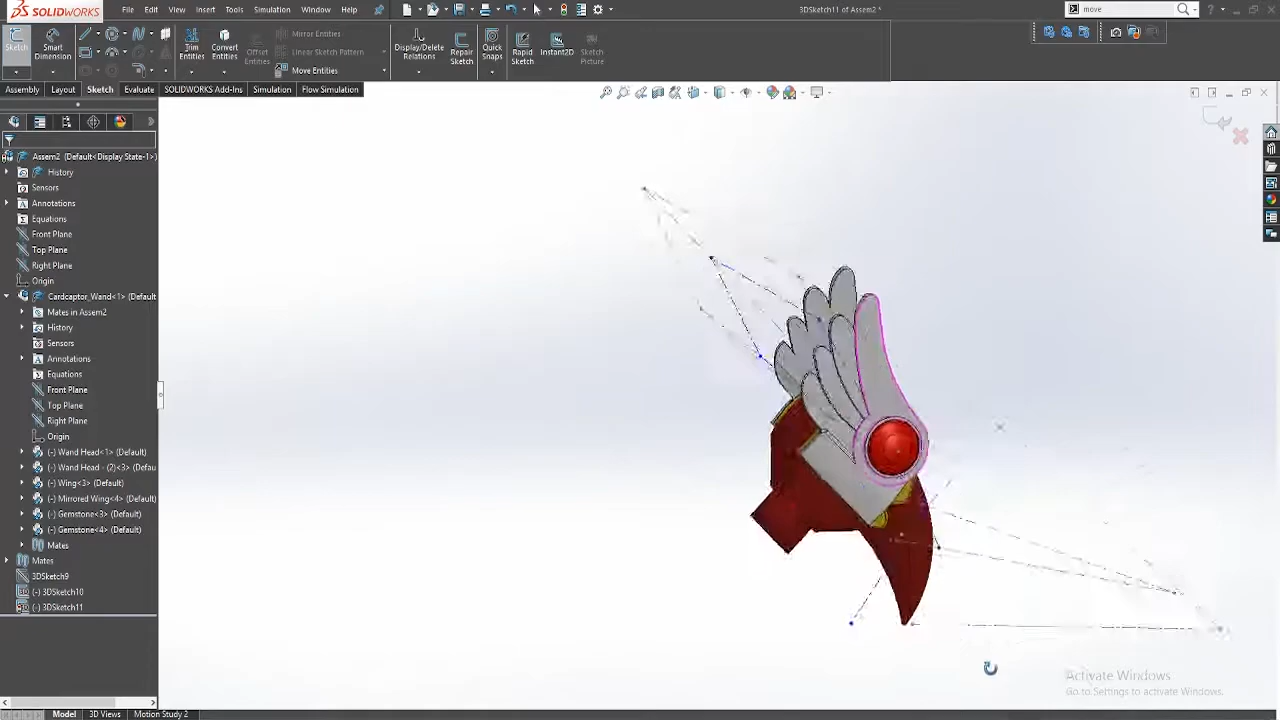 SOLIDWORKS File Edit View Insert Tools Simulation Window Help 3DSketch11 of Assem2 * move
Sketch Smart Dimension Trim Entities Convert Entities Offset Entities Mirror Entities Linear Sketch Pattern Move Entities Display/Delete Relations Repair Sketch Quick Snaps Rapid Sketch Instant2D Sketch Picture
Assembly Layout Sketch Evaluate SOLIDWORKS Add-Ins Simulation Flow Simulation
Assem2 (Default<Display State-1>)
History
Sensors
Annotations
Equations
Front Plane
Top Plane
Right Plane
Origin
Cardcaptor_Wand<1> (Default
Mates in Assem2
History
Sensors
Annotations
Equations
Front Plane
Top Plane
Right Plane
Origin
(-) Wand Head<1> (Default)
(-) Wand Head - (2)<3> (Defau
(-) Wing<3> (Default)
(-) Mirrored Wing<4> (Default)
(-) Gemstone<3> (Default)
(-) Gemstone<4> (Default)
Mates
Mates
3DSketch9
(-) 3DSketch10
(-) 3DSketch11
Activate Windows
Go to Settings to activate Windows.
Model 3D Views Motion Study 2